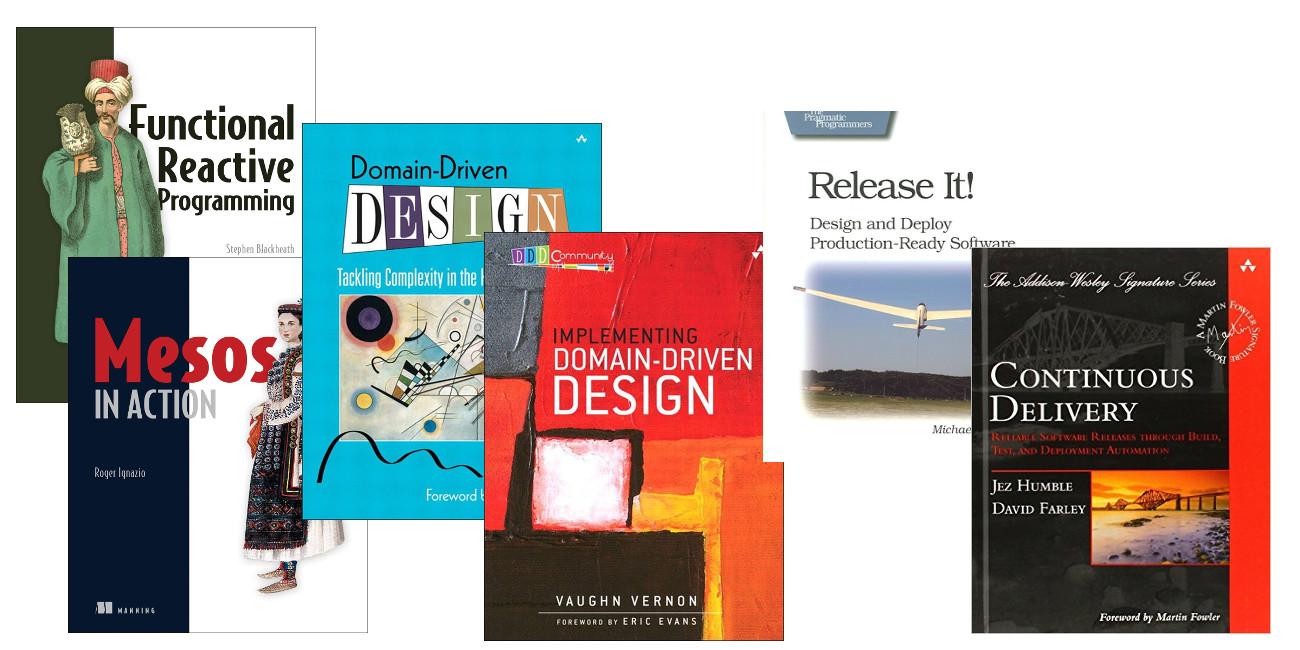 Functional
Reactive
Programming
Stephen Blackheath
Mesos
IN ACTION
Roger Ignazio
MANNING
Domain-Driven
DESIGN
Tackling Complexity in the
Foreword
DDD Community
IMPLEMENTING
DOMAIN-DRIVEN
DESIGN
VAUGHN VERNON
FOREWORD BY ERIC EVANS
The
Pragmatic
Programmers
Release It!
Design and Deploy
Production-Ready Software
Michae
The Addison-Wesley Signature Series
A MARTIN FOWLER SIGNATURE BOOK
Martin
CONTINUOUS
DELIVERY
RELIABLE SOFTWARE RELEASES THROUGH BUILD,
TEST, AND DEPLOYMENT AUTOMATION
JEZ HUMBLE
DAVID FARLEY
Foreword by Martin Fowler